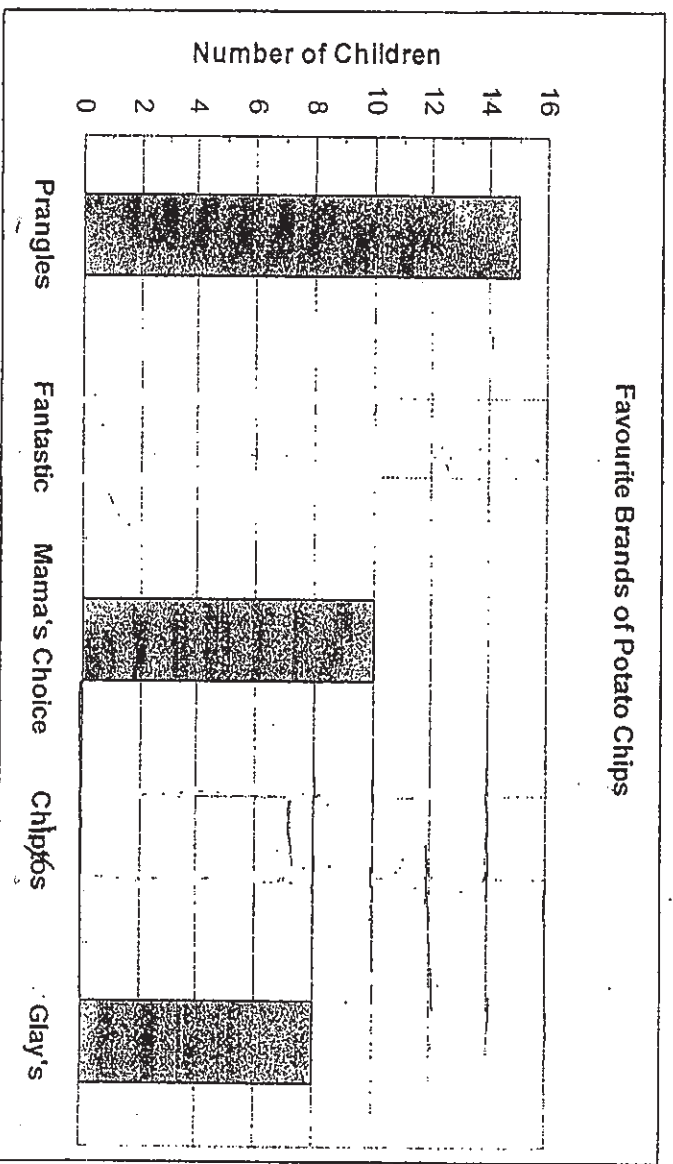 Favourite Brands of Potato Chips
Number of Children
16
14
12
10
8
6
4
2
0
Prangles
Fantastic
Mama's Choice
Chiptos
Glay's